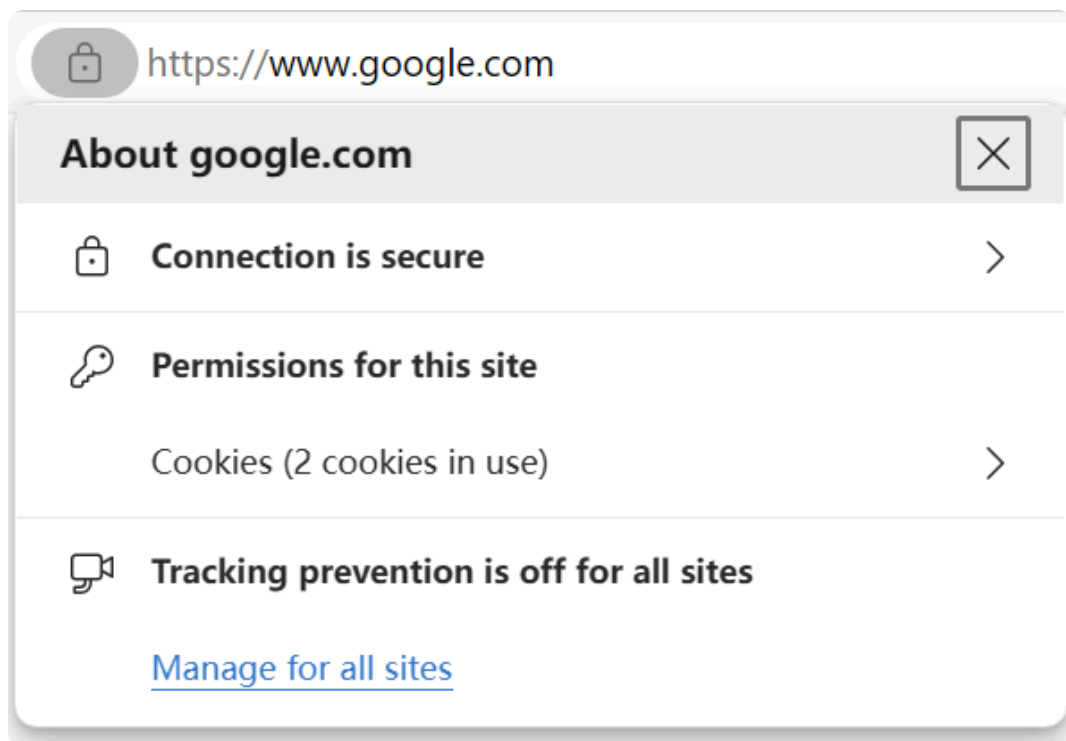 https://www.google.com
About google.com
Connection is secure
Permissions for this site
Cookies (2 cookies in use)
Tracking prevention is off for all sites
Manage for all sites